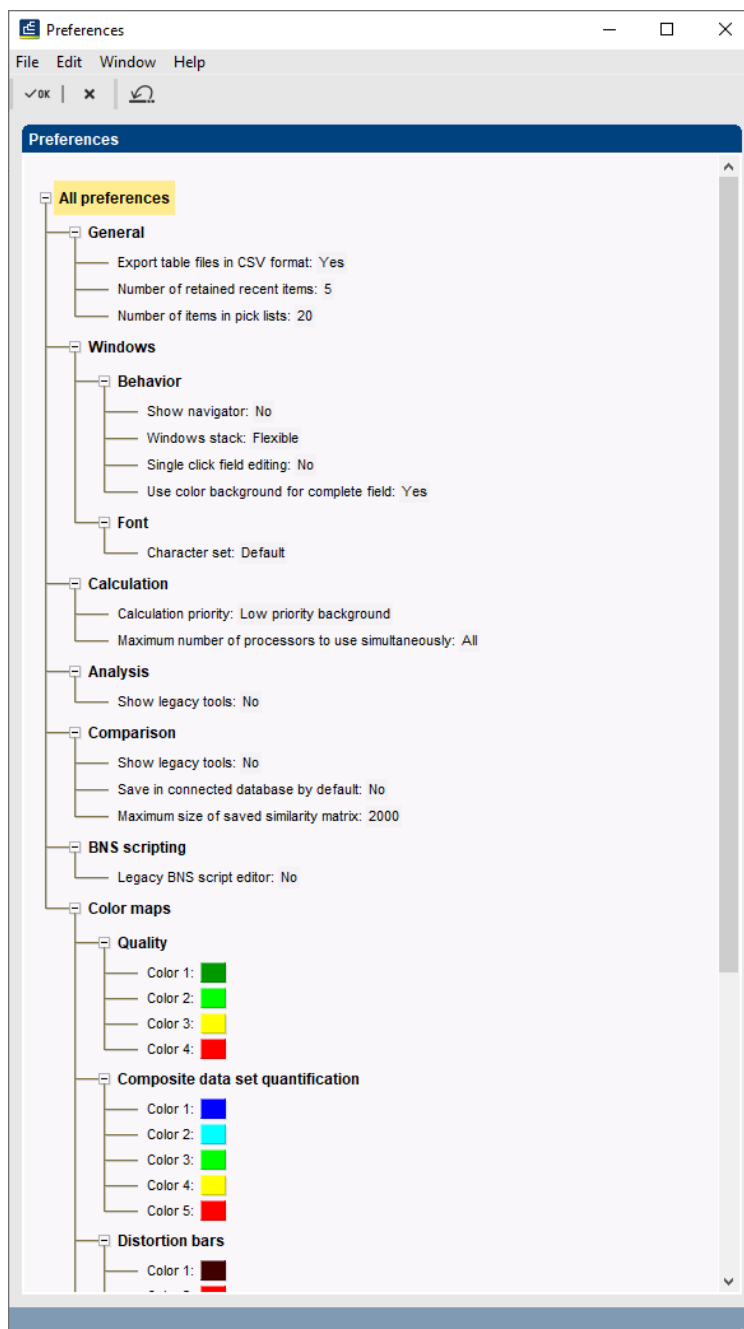 Preferences
File Edit Window Help
OK
Preferences
All preferences
General
Export table files in CSV format: Yes
Number of retained recent items: 5
Number of items in pick lists: 20
Windows
Behavior
Show navigator: No
Windows stack: Flexible
Single click field editing: No
Use color background for complete field: Yes
Font
Character set: Default
Calculation
Calculation priority: Low priority background
Maximum number of processors to use simultaneously: All
Analysis
Show legacy tools: No
Comparison
Show legacy tools: No
Save in connected database by default: No
Maximum size of saved similarity matrix: 2000
BNS scripting
Legacy BNS script editor: No
Color maps
Quality
Color 1:
Color 2:
Color 3:
Color 4:
Composite data set quantification
Color 1:
Color 2:
Color 3:
Color 4:
Color 5:
Distortion bars
Color 1: